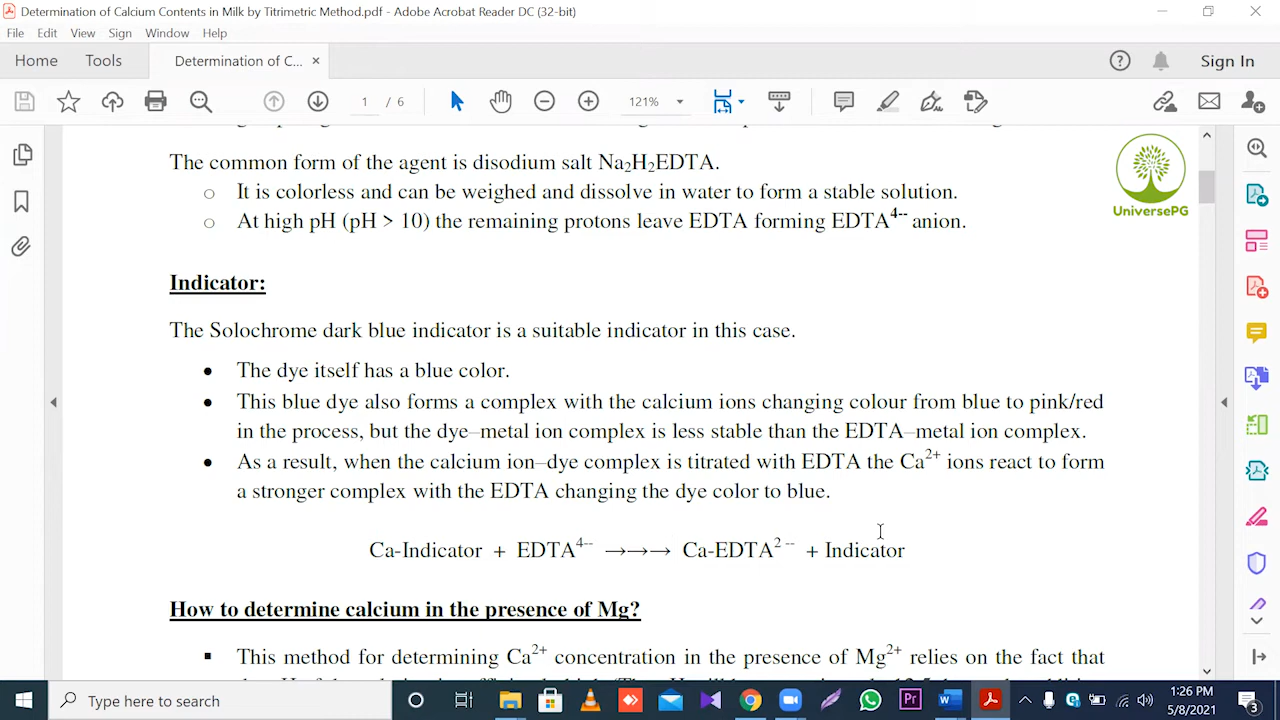 Determination of Calcium Contents in Milk by Titrimetric Method.pdf - Adobe Acrobat Reader DC (32-bit)
File Edit View Sign Window Help
Home Tools Determination of C... × Sign In
1 / 6 121%
The common form of the agent is disodium salt Na₂H₂EDTA.
o It is colorless and can be weighed and dissolve in water to form a stable solution.
o At high pH (pH > 10) the remaining protons leave EDTA forming EDTA⁴⁻⁻ anion.
UniversePG
Indicator:
The Solochrome dark blue indicator is a suitable indicator in this case.
• The dye itself has a blue color.
• This blue dye also forms a complex with the calcium ions changing colour from blue to pink/red
in the process, but the dye–metal ion complex is less stable than the EDTA–metal ion complex.
• As a result, when the calcium ion–dye complex is titrated with EDTA the Ca²⁺ ions react to form
a stronger complex with the EDTA changing the dye color to blue.
Ca-Indicator + EDTA⁴⁻⁻ →→→ Ca-EDTA² ⁻⁻ + Indicator
How to determine calcium in the presence of Mg?
▪ This method for determining Ca²⁺ concentration in the presence of Mg²⁺ relies on the fact that
Type here to search
Pr
1:26 PM
5/8/2021
3